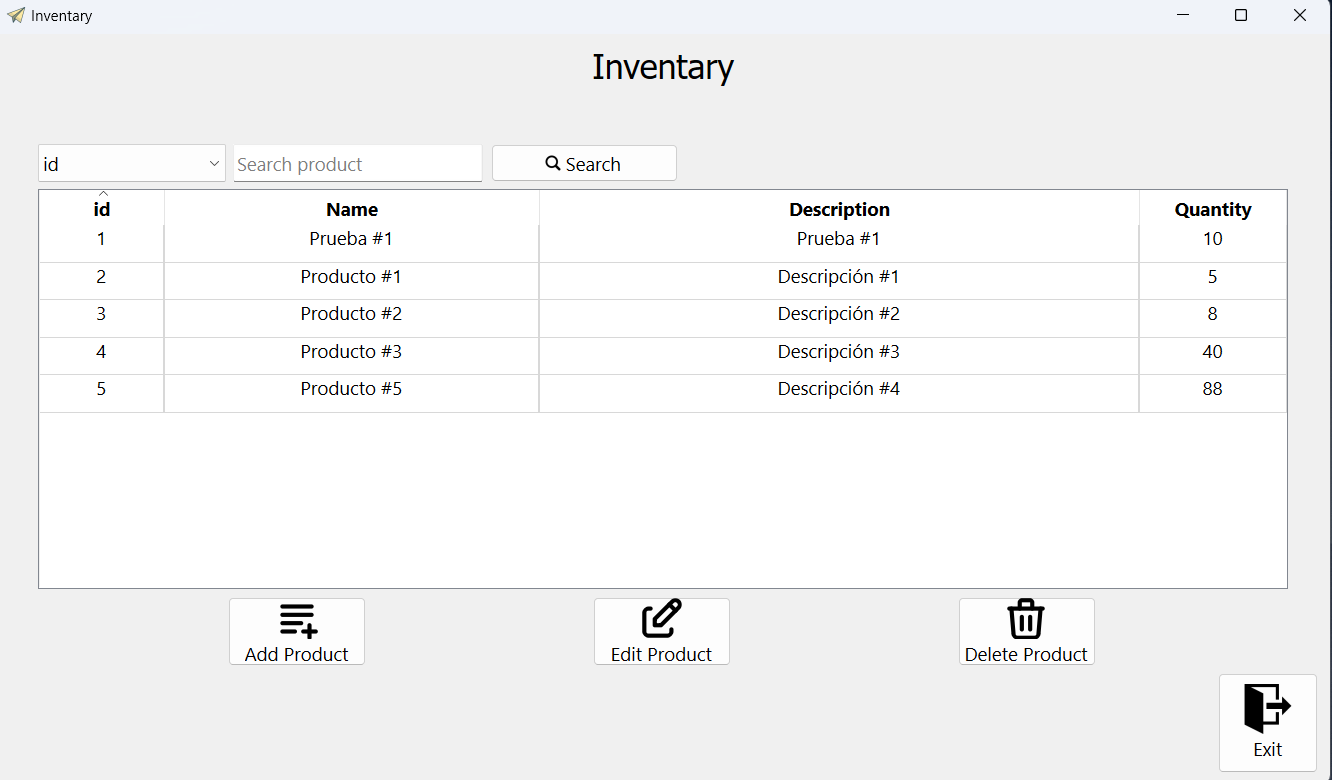 Inventory
Inventory
id Search product Search
id Name Description Quantity
1 Prueba #1 Prueba #1 10
2 Producto #1 Descripción #1 5
3 Producto #2 Descripción #2 8
4 Producto #3 Descripción #3 40
5 Producto #5 Descripción #4 88
Add Product Edit Product Delete Product
Exit